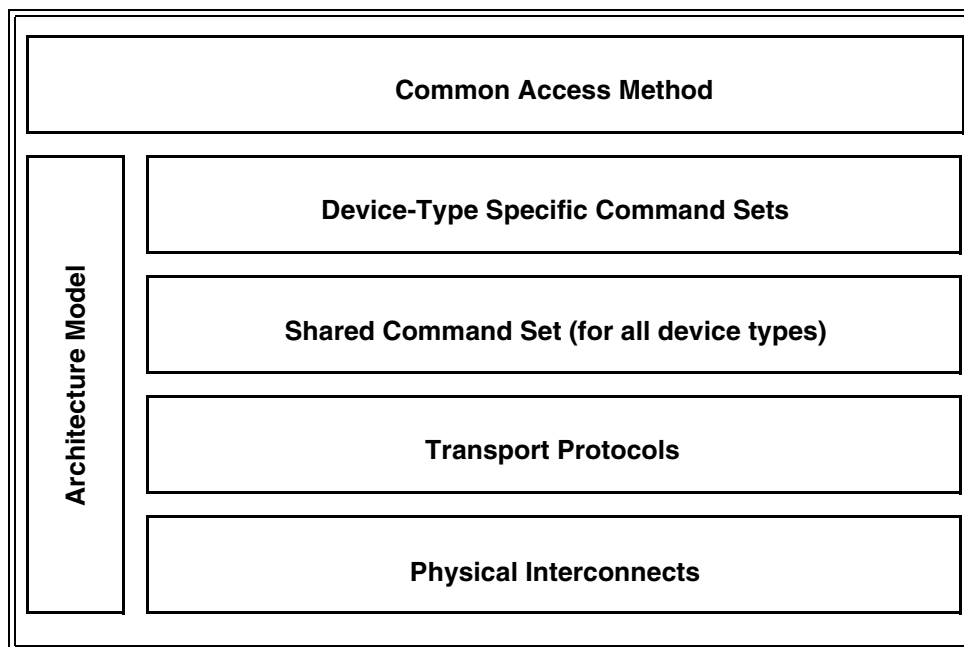 Common Access Method
Architecture Model
Device-Type Specific Command Sets
Shared Command Set (for all device types)
Transport Protocols
Physical Interconnects